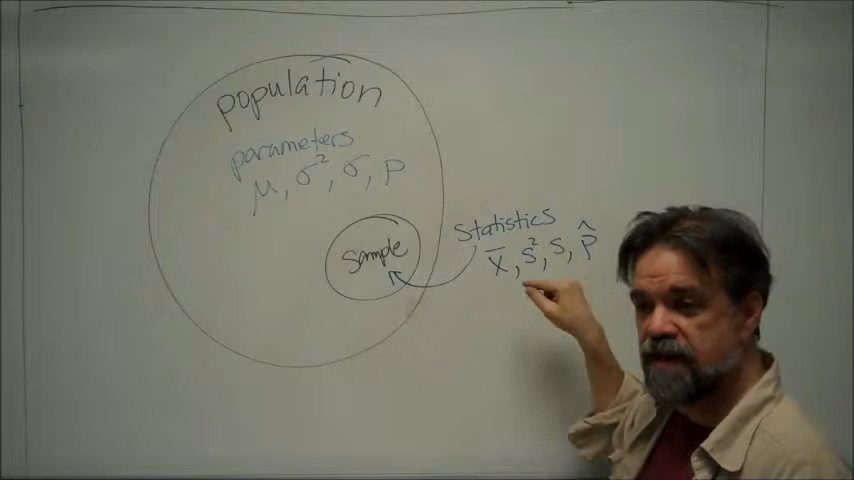 population
parameters
μ, σ², σ, p
sample
Statistics
x̄, s², s, p̂